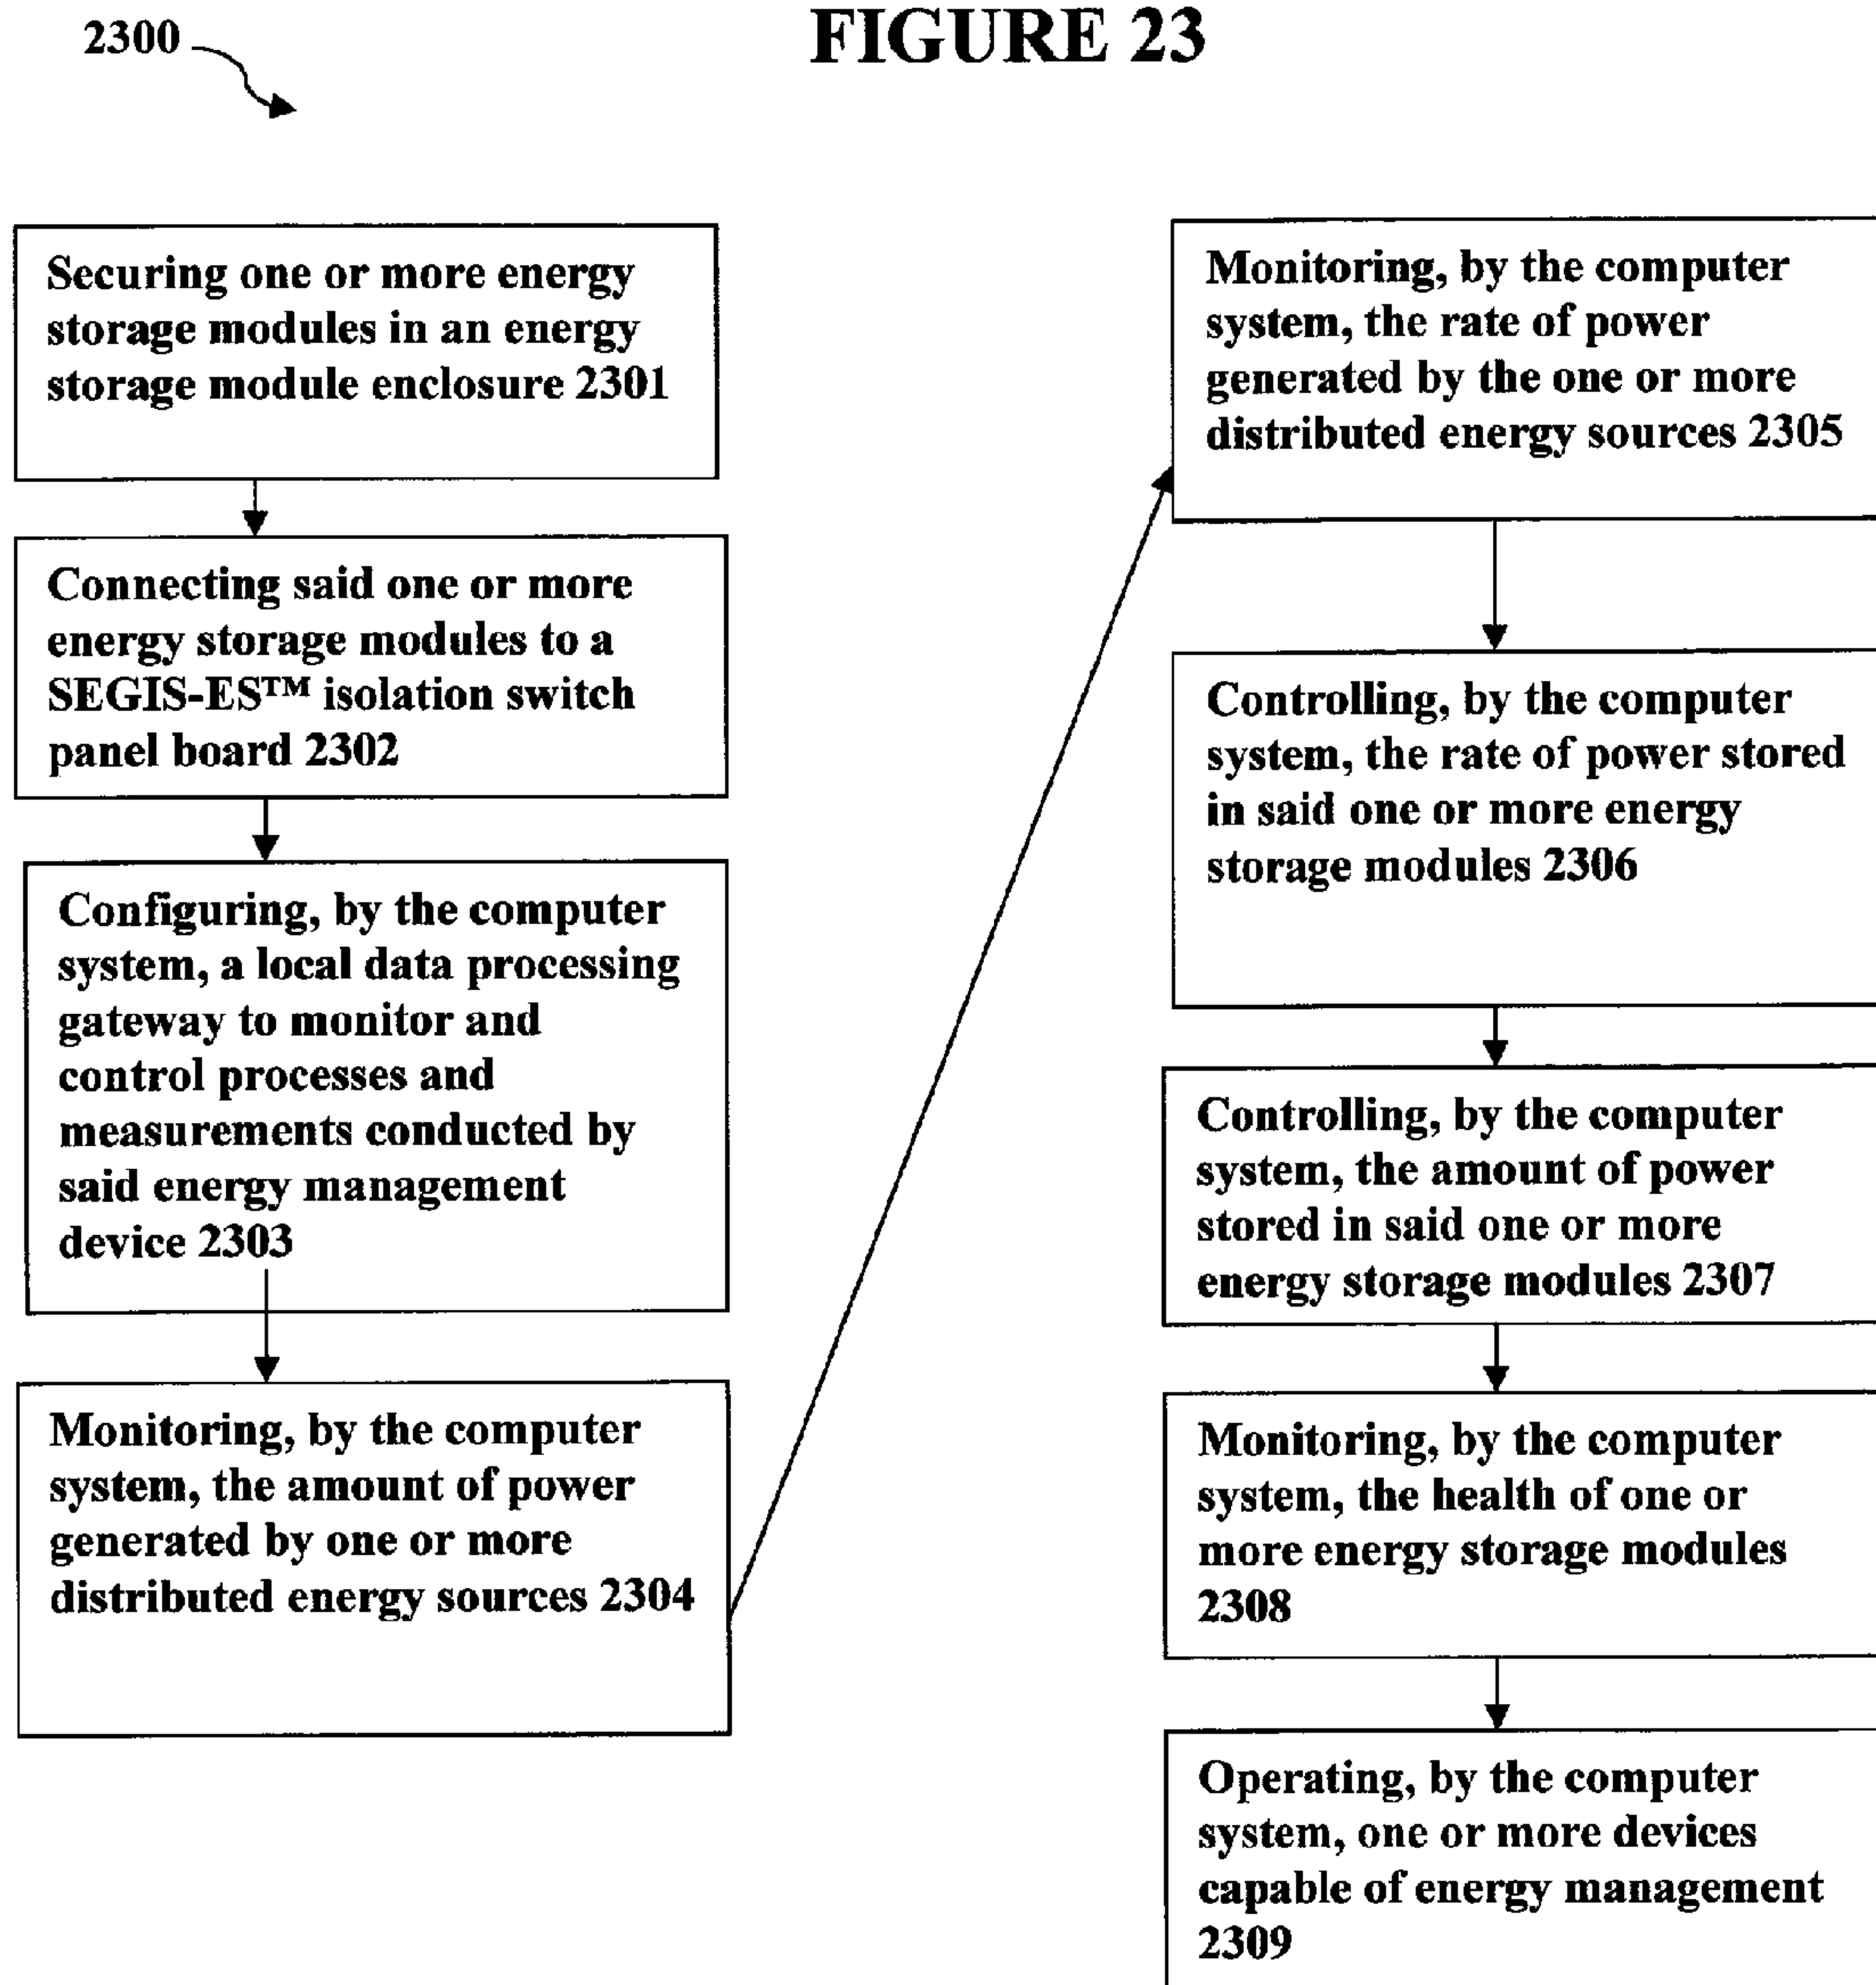 FIGURE 23
2300
Securing one or more energy
storage modules in an energy
storage module enclosure 2301
Connecting said one or more
energy storage modules to a
SEGIS-ES™ isolation switch
panel board 2302
Configuring, by the computer
system, a local data processing
gateway to monitor and
control processes and
measurements conducted by
said energy management
device 2303
Monitoring, by the computer
system, the amount of power
generated by one or more
distributed energy sources 2304
Monitoring, by the computer
system, the rate of power
generated by the one or more
distributed energy sources 2305
Controlling, by the computer
system, the rate of power stored
in said one or more energy
storage modules 2306
Controlling, by the computer
system, the amount of power
stored in said one or more
energy storage modules 2307
Monitoring, by the computer
system, the health of one or
more energy storage modules
2308
Operating, by the computer
system, one or more devices
capable of energy management
2309